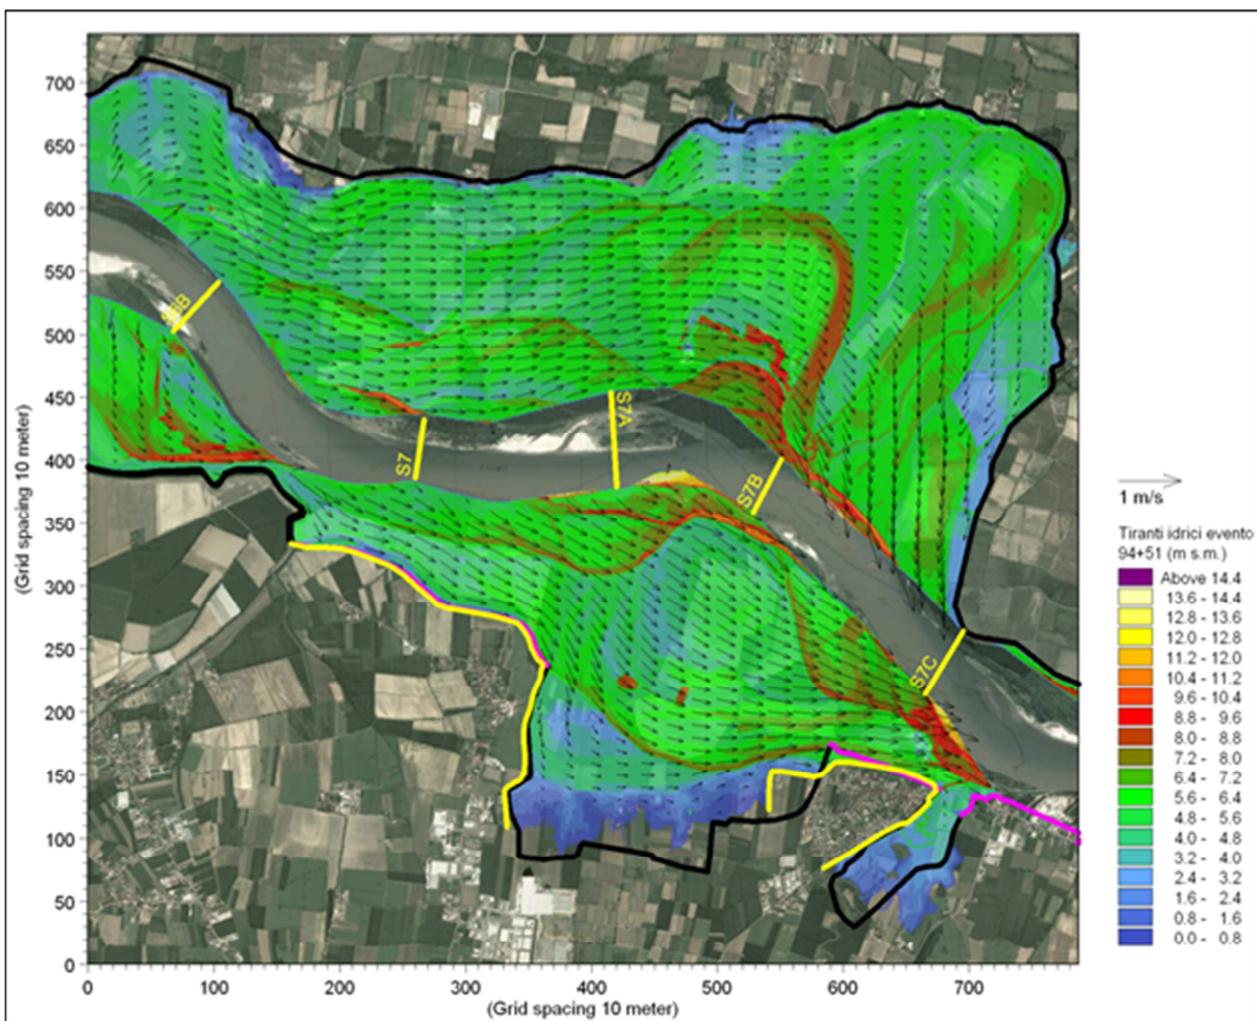 700
650
600
550
500
450
400
350
300
250
200
150
100
50
0
(Grid spacing 10 meter)
0
100
200
300
400
500
600
700
(Grid spacing 10 meter)
S7
S7A
S7B
S7C
1 m/s
Tiranti idrici evento
94+51 (m s.m.)
Above 14.4
13.6 - 14.4
12.8 - 13.6
12.0 - 12.8
11.2 - 12.0
10.4 - 11.2
9.6 - 10.4
8.8 - 9.6
8.0 - 8.8
7.2 - 8.0
6.4 - 7.2
5.6 - 6.4
4.8 - 5.6
4.0 - 4.8
3.2 - 4.0
2.4 - 3.2
1.6 - 2.4
0.8 - 1.6
0.0 - 0.8